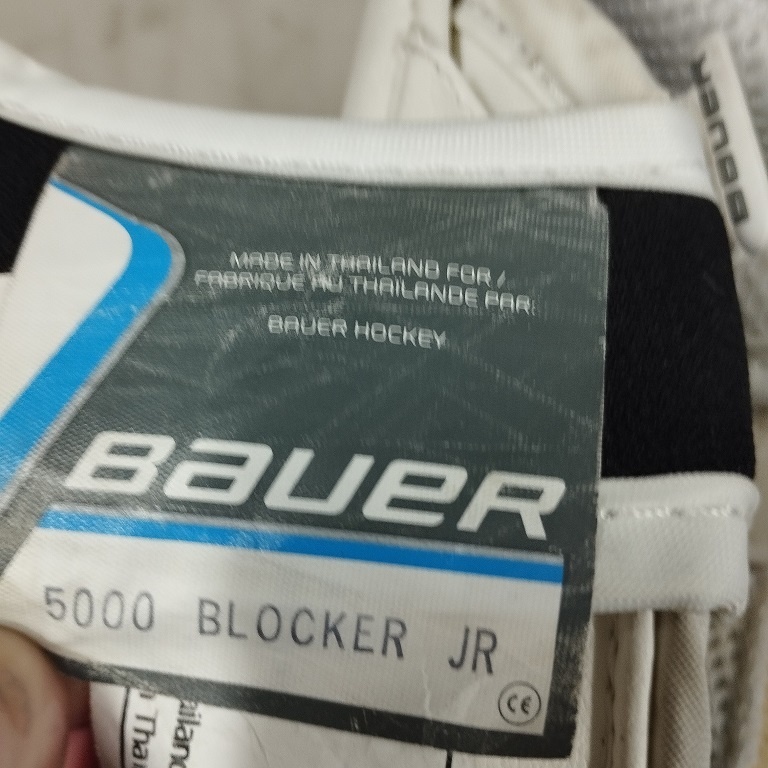 MADE IN THAILAND FOR /
FABRIQUE AU THAILANDE PAR:
BAUER HOCKEY
BAUER
5000 BLOCKER JR
CE
BAUER